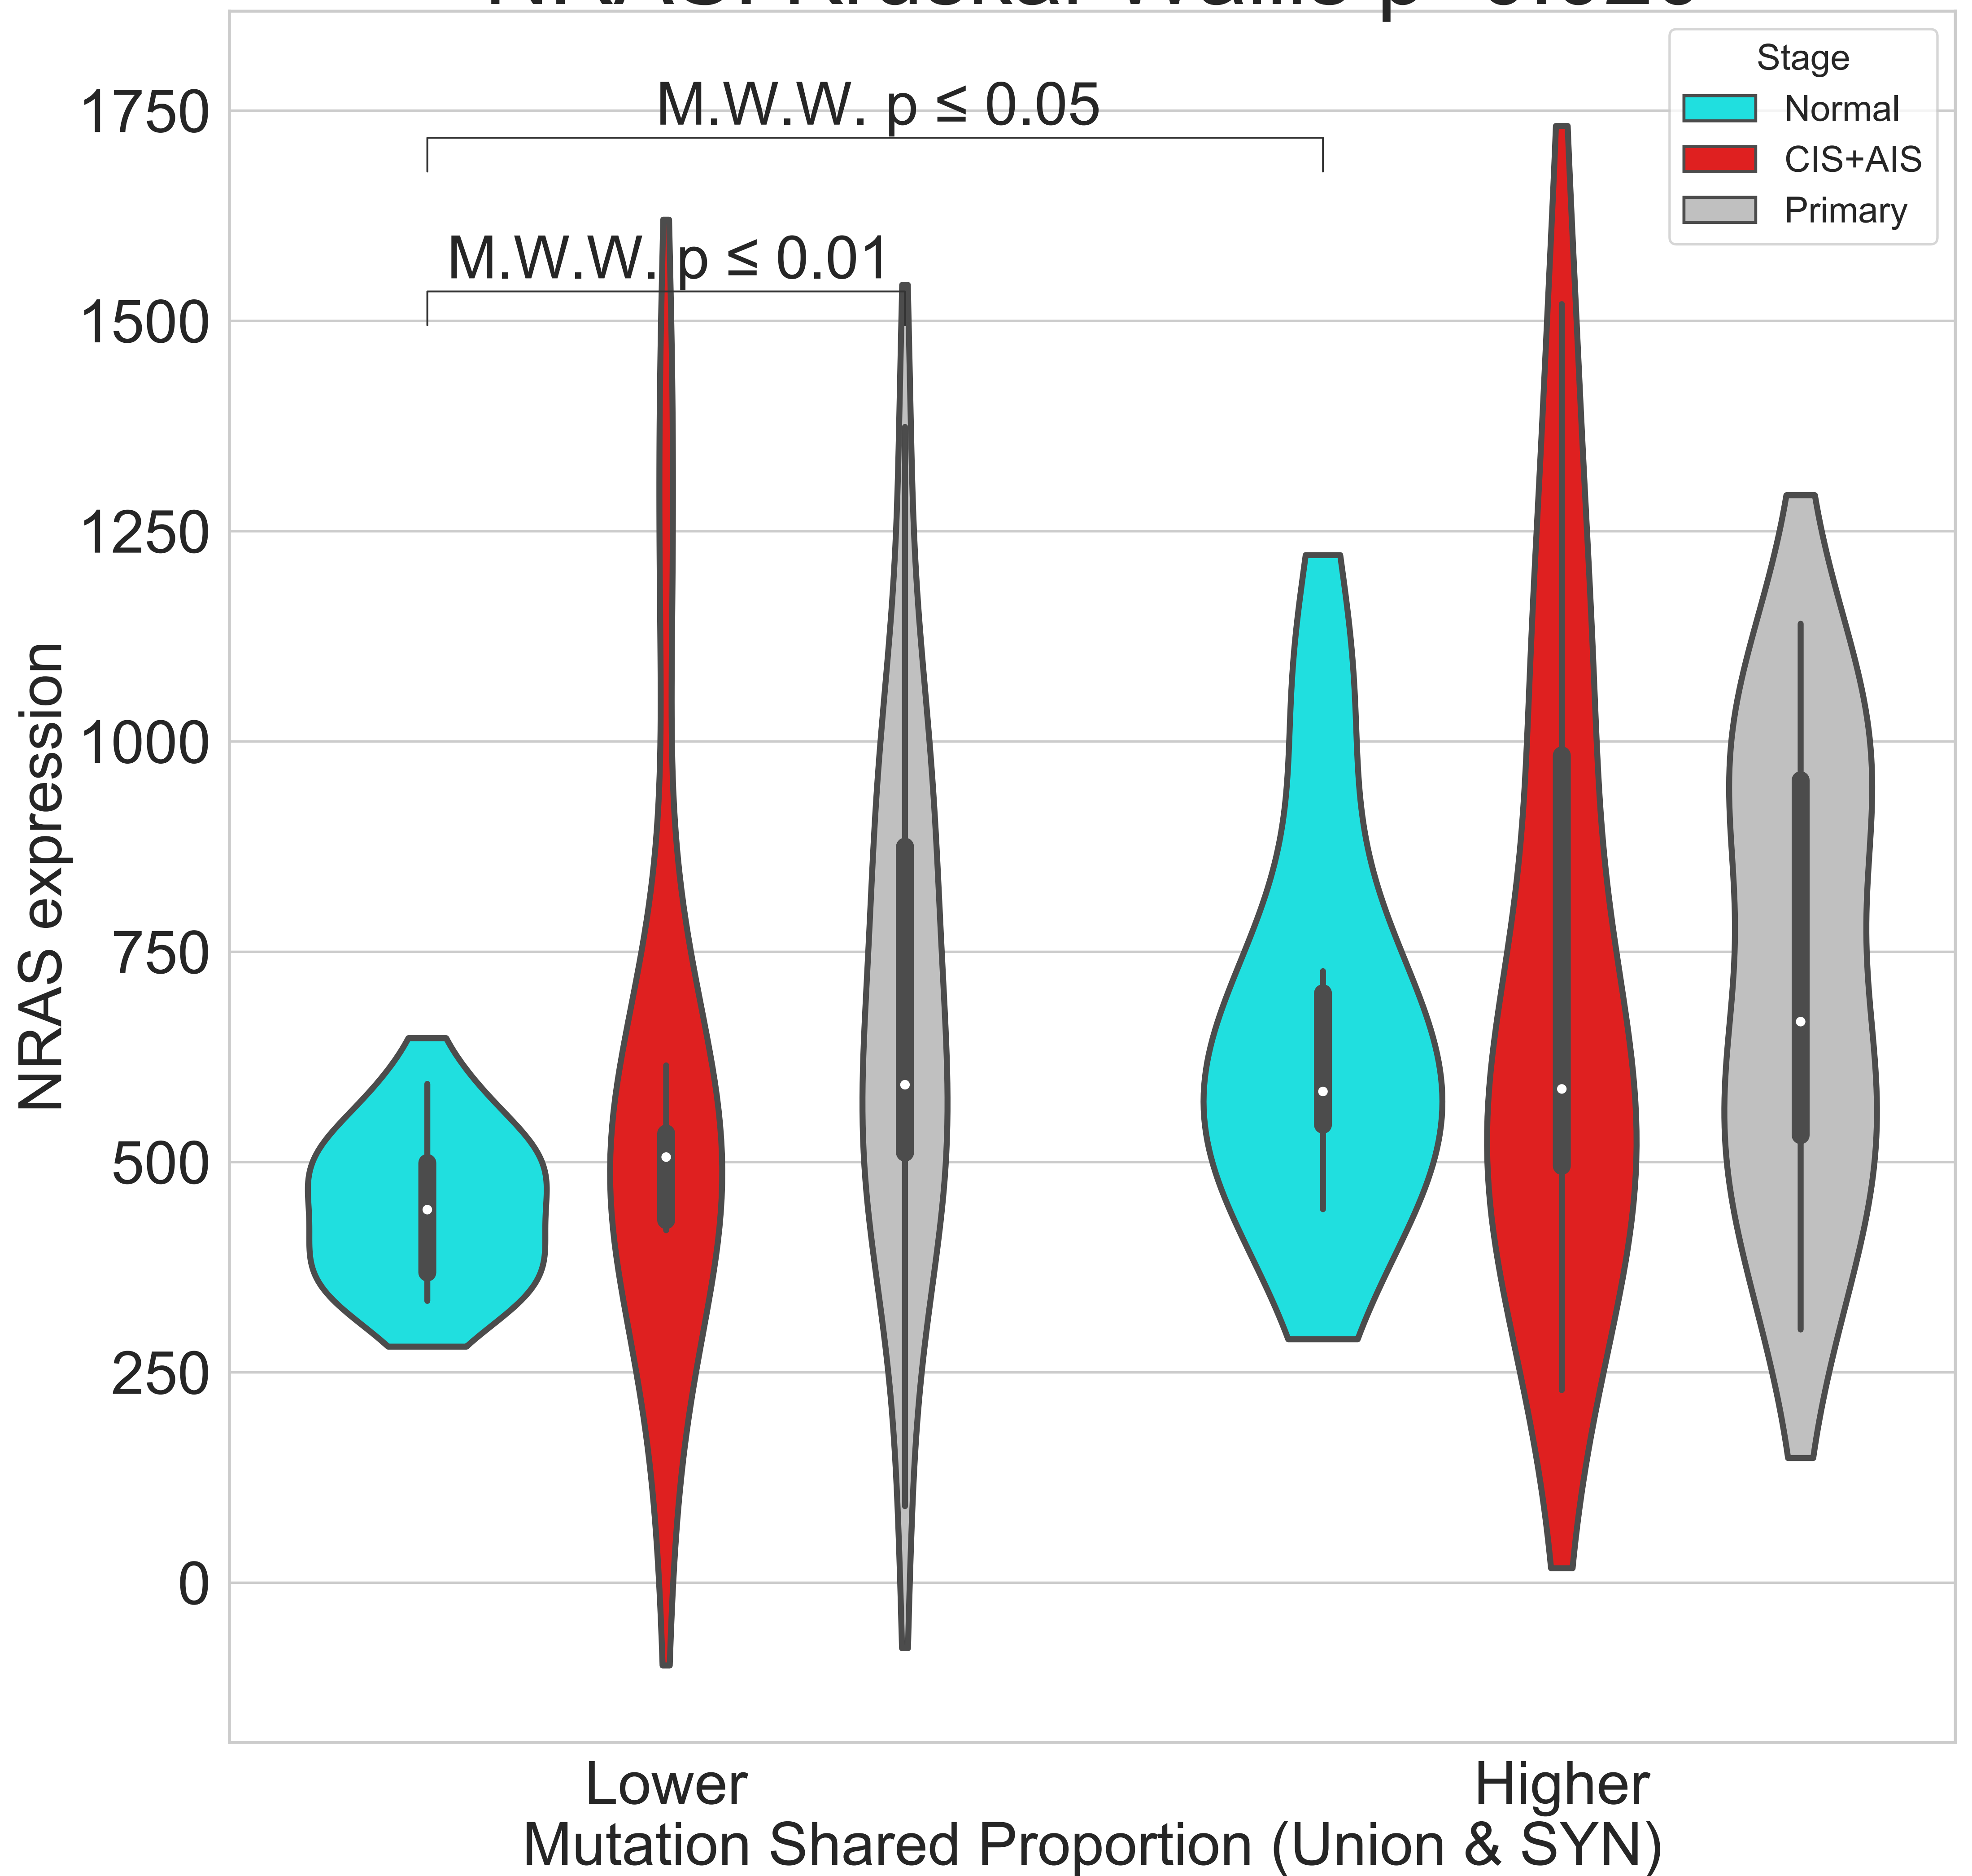 Stage
Normal
CIS+AIS
Primary
M.W.W. p ≤ 0.05
M.W.W. p ≤ 0.01
1750
1500
1250
1000
750
500
250
0
NRAS expression
Lower
Higher
Mutation Shared Proportion (Union & SYN)